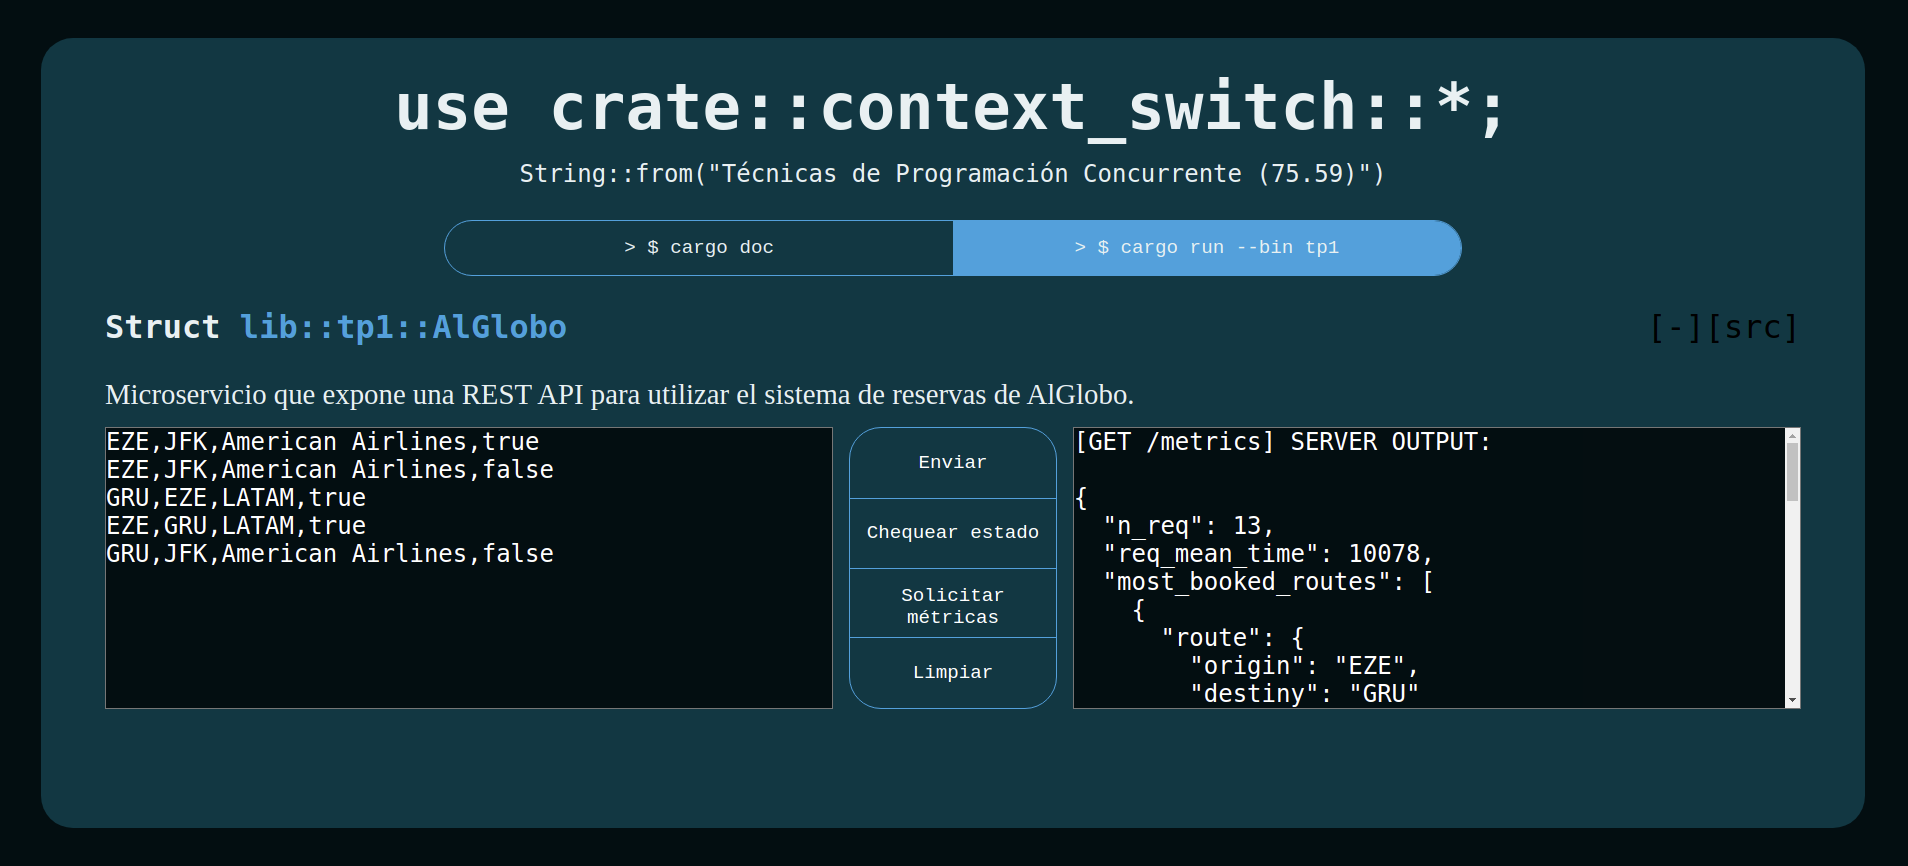 use crate::context_switch::*;
String::from("Técnicas de Programación Concurrente (75.59)")
> $ cargo doc
> $ cargo run --bin tp1
Struct lib::tp1::AlGlobo
[-][src]
Microservicio que expone una REST API para utilizar el sistema de reservas de AlGlobo.
EZE,JFK,American Airlines,true
EZE,JFK,American Airlines,false
GRU,EZE,LATAM,true
EZE,GRU,LATAM,true
GRU,JFK,American Airlines,false
Enviar
Chequear estado
Solicitar
métricas
Limpiar
[GET /metrics] SERVER OUTPUT:
{
"n_req": 13,
"req_mean_time": 10078,
"most_booked_routes": [
{
"route": {
"origin": "EZE",
"destiny": "GRU"